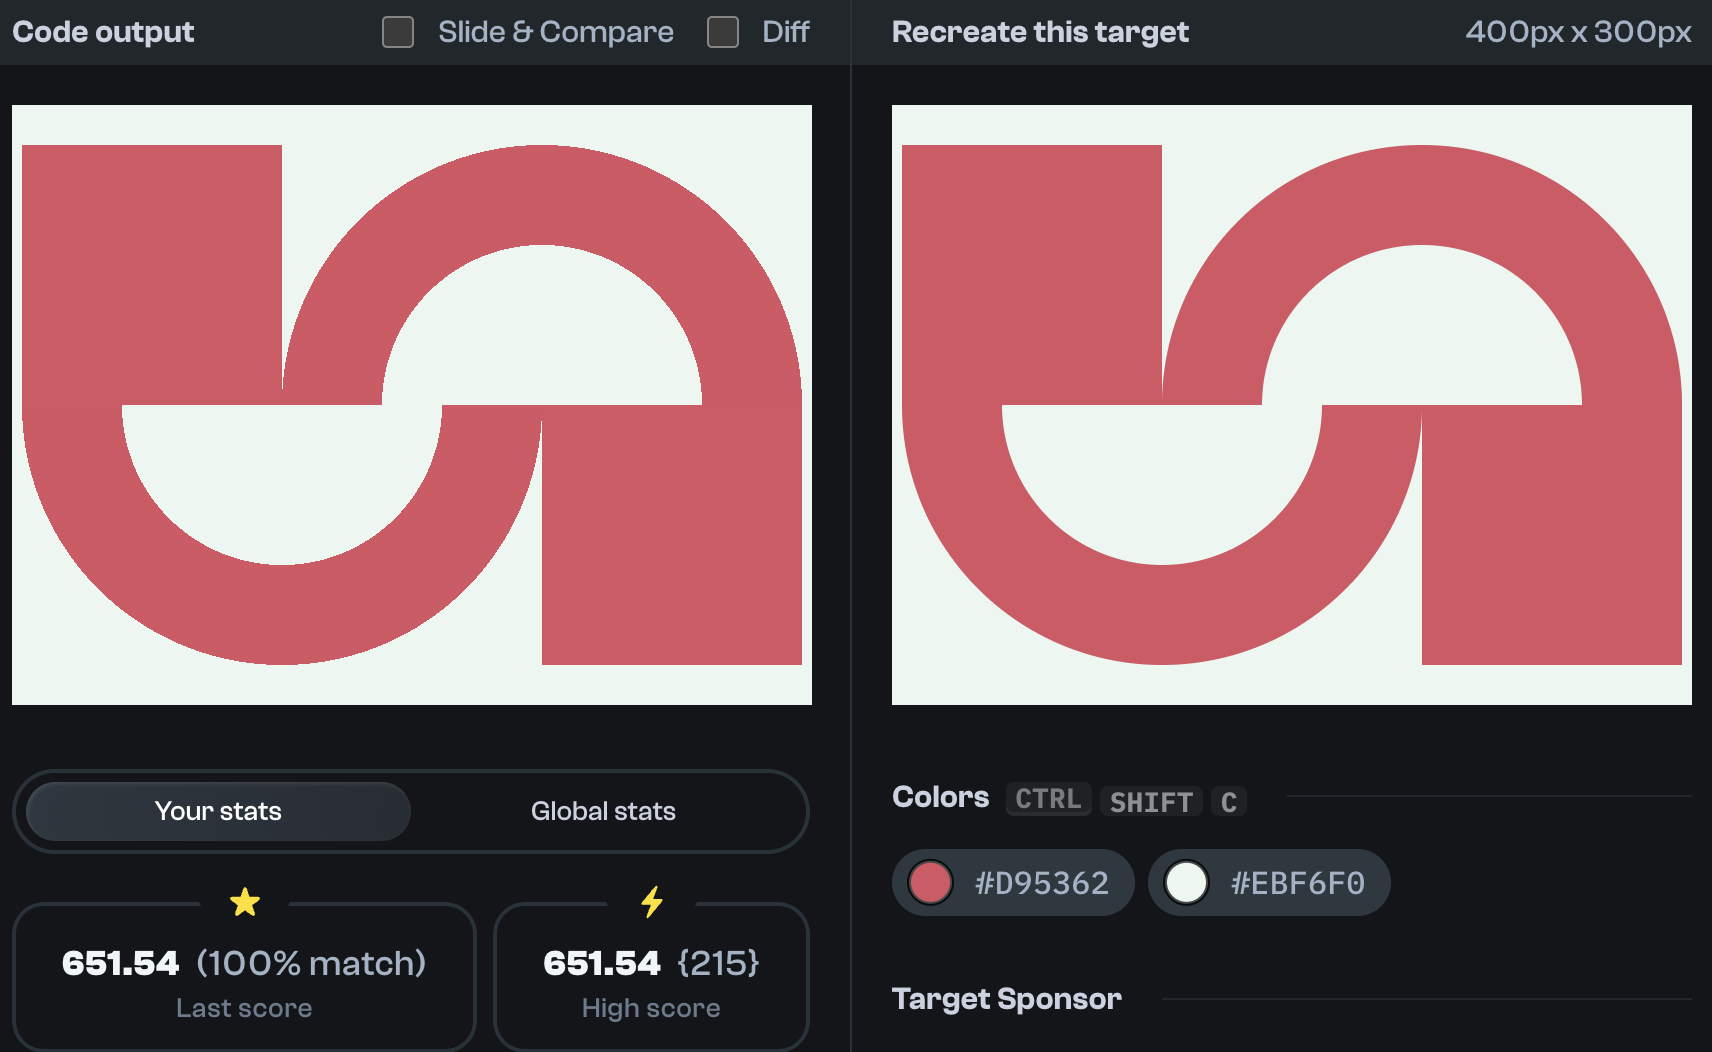 Code output
Slide & Compare
Diff
Recreate this target
400px x 300px
Your stats
Global stats
651.54 (100% match)
Last score
651.54 {215}
High score
Colors CTRL SHIFT C
#D95362
#EBF6F0
Target Sponsor